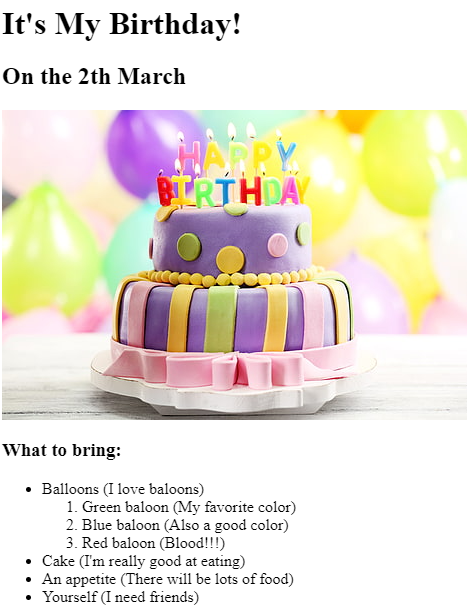 It's My Birthday!
On the 2th March
HAPPY
BIRTHDAY
What to bring:
Balloons (I love baloons)
1. Green baloon (My favorite color)
2. Blue baloon (Also a good color)
3. Red baloon (Blood!!!)
Cake (I'm really good at eating)
An appetite (There will be lots of food)
Yourself (I need friends)